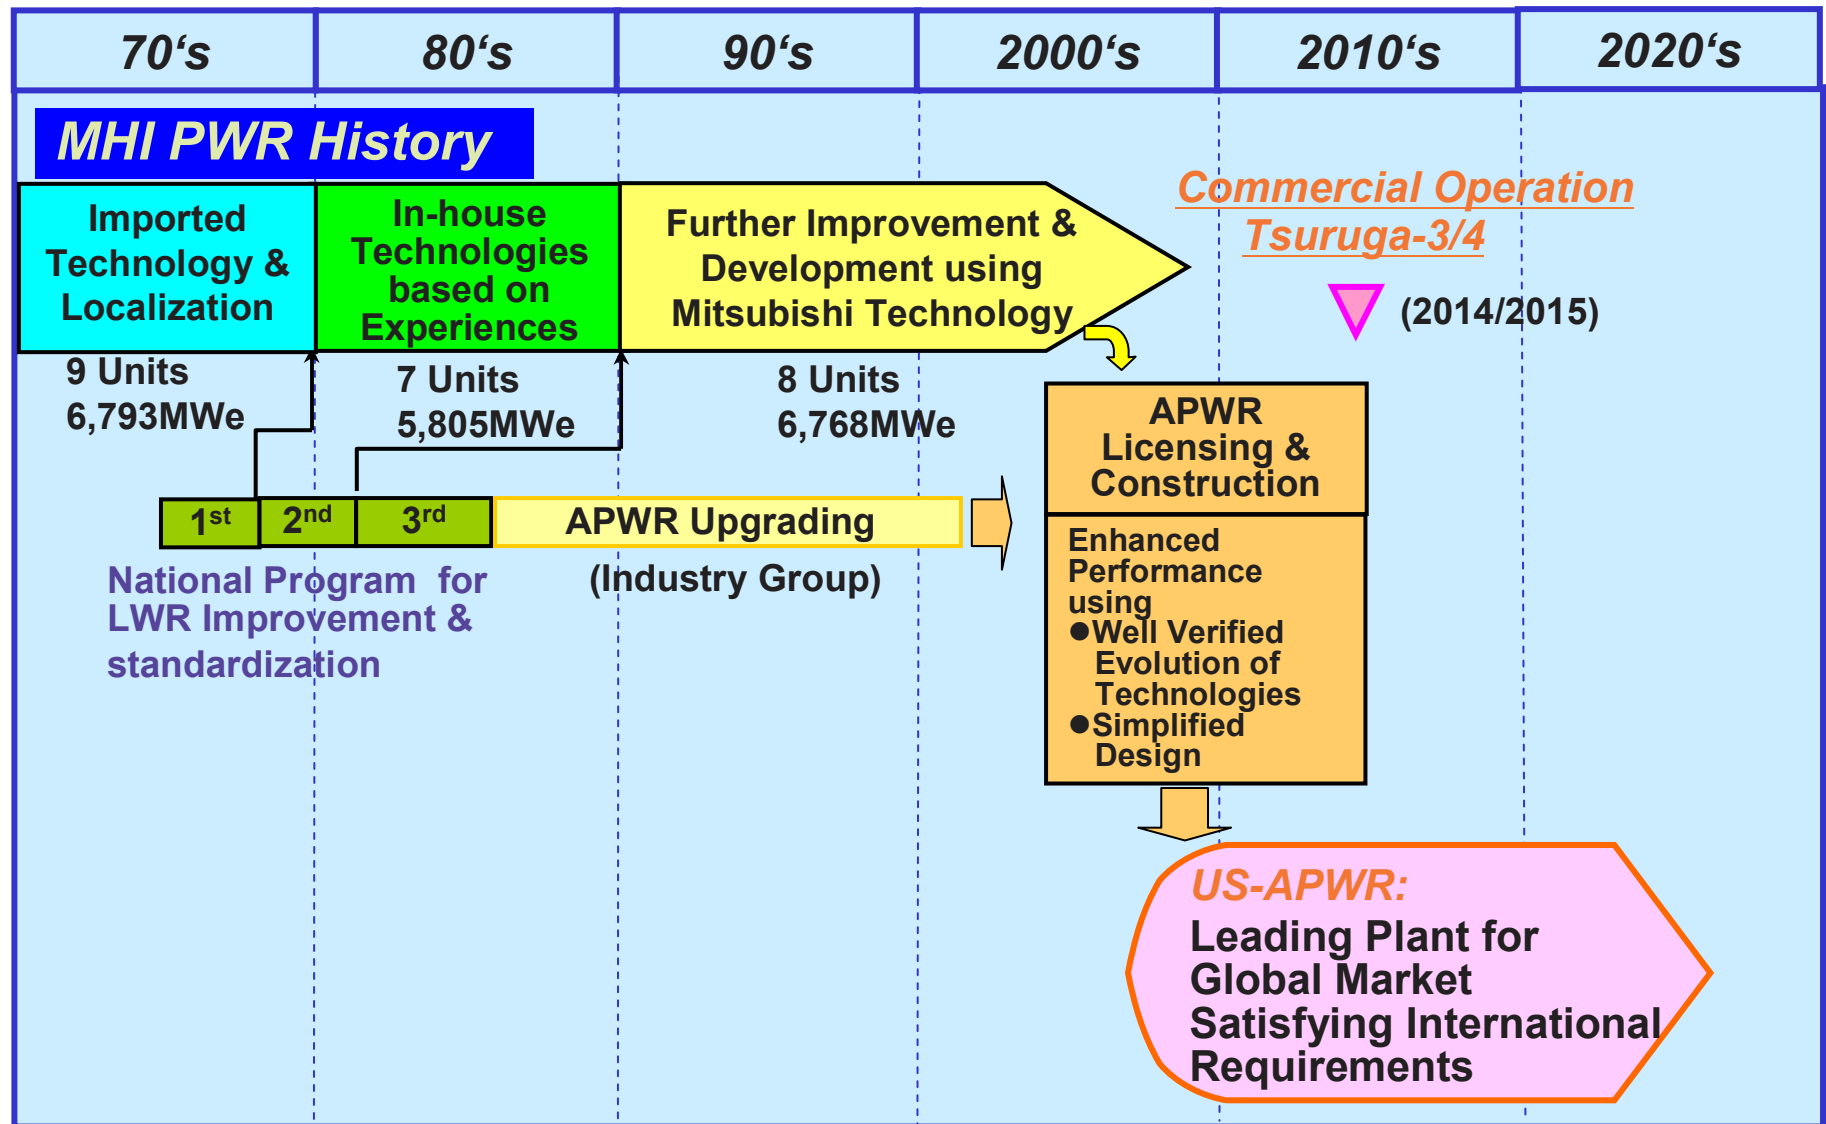 70‘s
80‘s
90‘s
2000‘s
2010‘s
2020‘s
MHI PWR History
Imported
Technology &
Localization
In-house
Technologies
based on
Experiences
Further Improvement &
Development using
Mitsubishi Technology
Commercial Operation
Tsuruga-3/4
(2014/2015)
9 Units
6,793MWe
7 Units
5,805MWe
8 Units
6,768MWe
1st
2nd
3rd
APWR Upgrading
(Industry Group)
National Program for
LWR Improvement &
standardization
APWR
Licensing &
Construction
Enhanced
Performance
using
●Well Verified
Evolution of
Technologies
●Simplified
Design
US-APWR:
Leading Plant for
Global Market
Satisfying International
Requirements